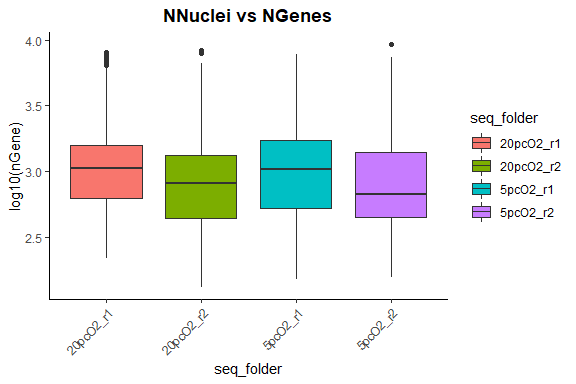 NNuclei vs NGenes
log10(nGene)
4.0
3.5
3.0
2.5
20pcO2_r1
20pcO2_r2
5pcO2_r1
5pcO2_r2
seq_folder
seq_folder
20pcO2_r1
20pcO2_r2
5pcO2_r1
5pcO2_r2